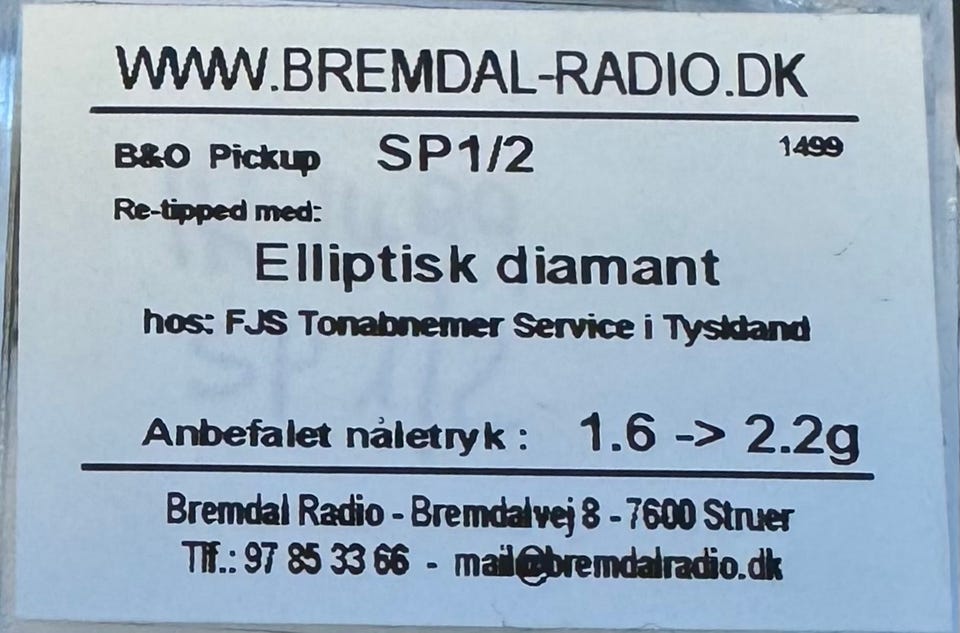 WWW.BREMDAL-RADIO.DK
B&O Pickup SP1/2 1499
Re-tipped med:
Elliptisk diamant
hos: FJS Tonabnemer Service i Tyskland
Anbefalet nåletryk : 1.6 -> 2.2g
Bremdal Radio - Bremdalvej 8 - 7600 Struer
Tlf.: 97 85 33 66 - mail@bremdalradio.dk